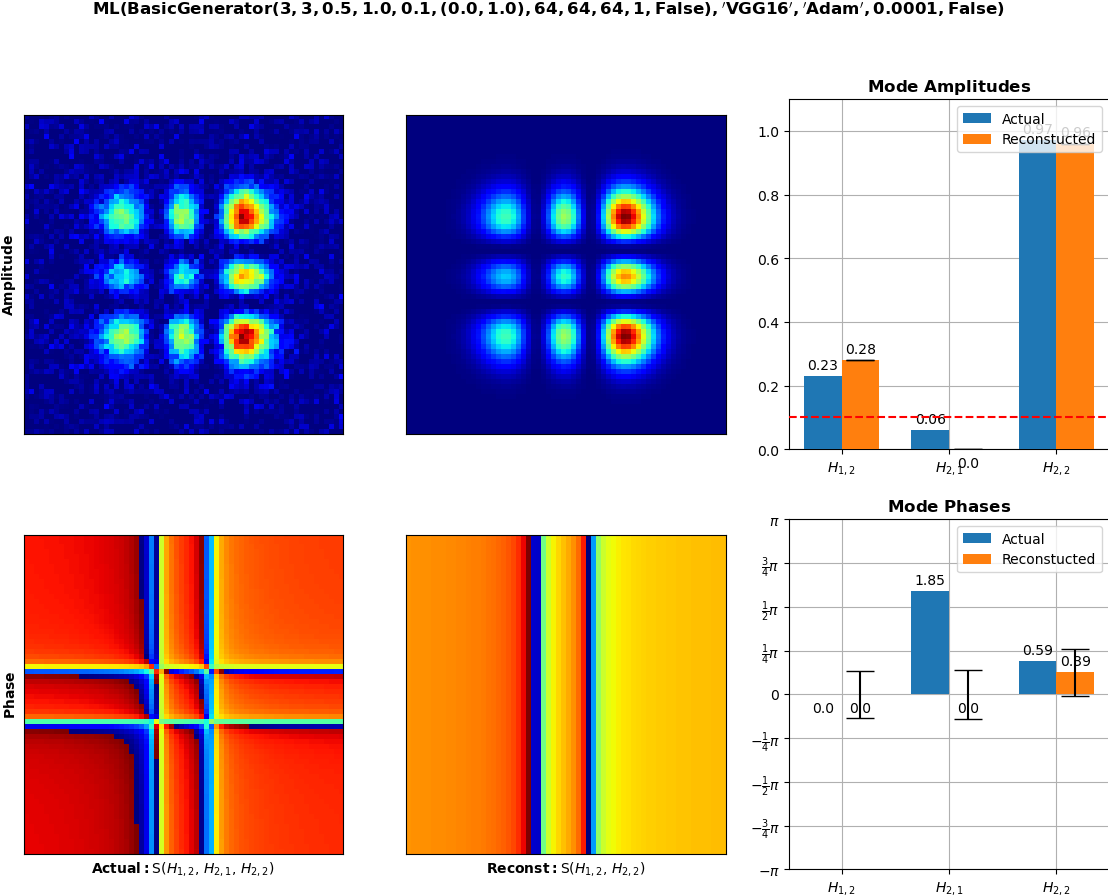 ML(BasicGenerator(3, 3, 0.5, 1.0, 0.1, (0.0, 1.0), 64, 64, 64, 1, False), ′VGG16′, ′Adam′, 0.0001, False)
Amplitude
Mode Amplitudes
Actual
Reconstucted
0.97 0.96
1.0
0.8
0.6
0.4
0.2
0.0
0.23
0.28
0.06
0.0
H1,2
H2,1
H2,2
Phase
Actual: S(H1,2, H2,1, H2,2)
Reconst: S(H1,2, H2,2)
Mode Phases
Actual
Reconstucted
π
3/4π
1/2π
1/4π
0
−1/4π
−1/2π
−3/4π
−π
0.0
0.0
1.85
0.0
0.59
0.39
H1,2
H2,1
H2,2